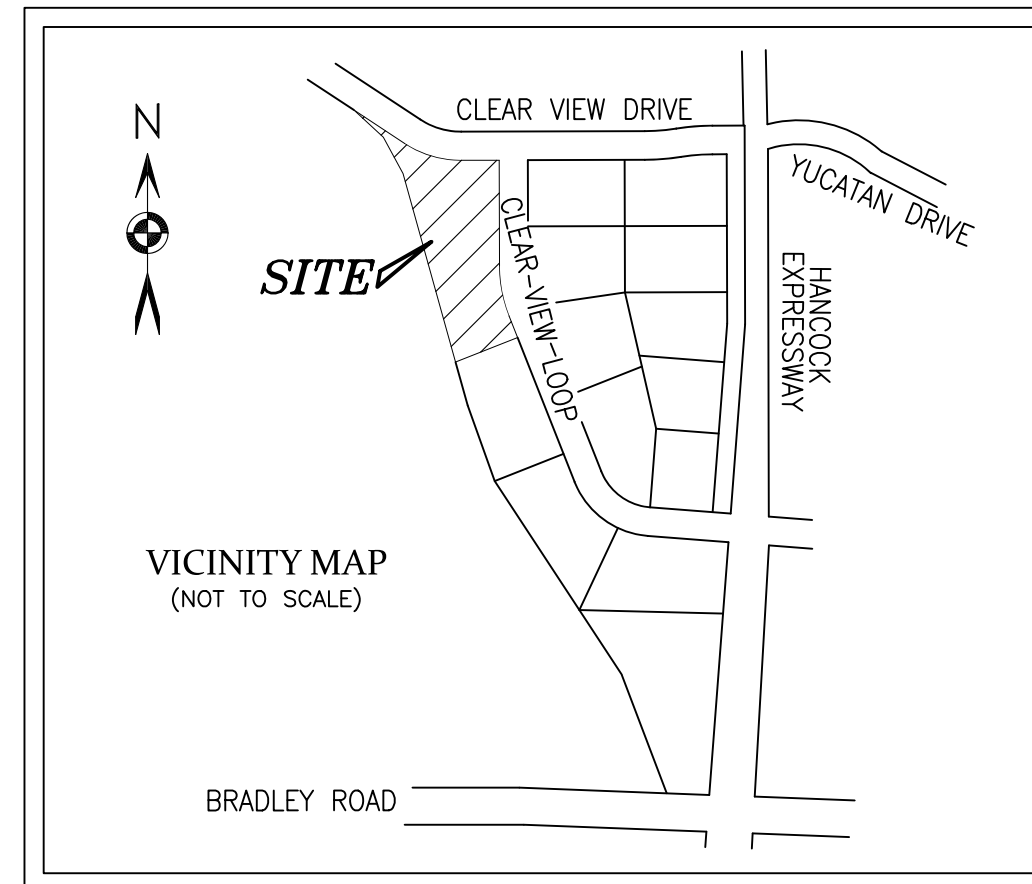 N
CLEAR VIEW DRIVE
YUCATAN DRIVE
CLEAR-VIEW-LOOP
SITE
HANCOCK
EXPRESSWAY
VICINITY MAP
(NOT TO SCALE)
BRADLEY ROAD